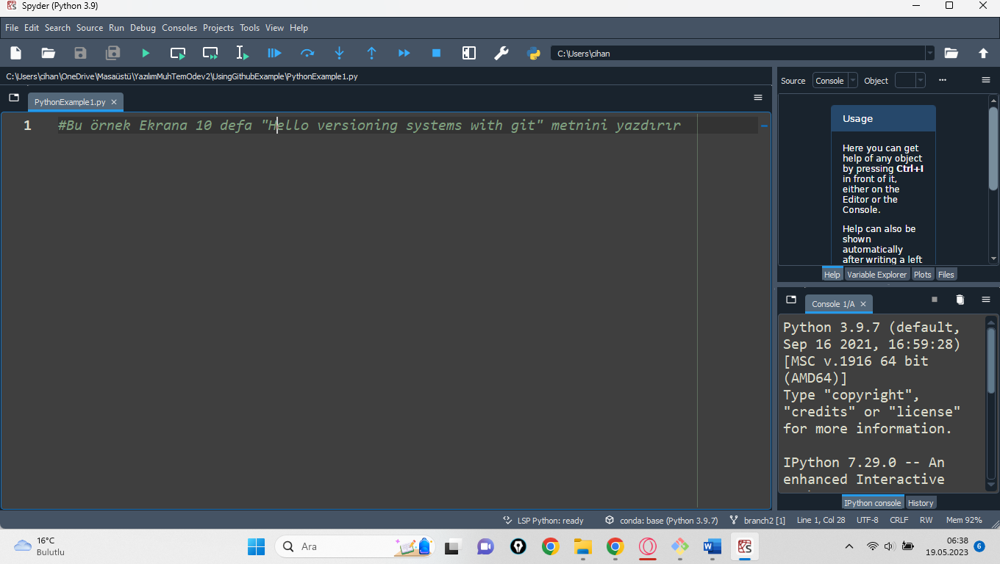 Spyder (Python 3.9)
File Edit Search Source Run Debug Consoles Projects Tools View Help
C:\Users\cihan
C:\Users\cihan\OneDrive\Masaüstü\YazılımMuhTemOdev2\UsingGithubExample\PythonExample1.py
PythonExample1.py
1 #Bu örnek Ekrana 10 defa "Hello versioning systems with git" metnini yazdırır
Source Console Object
Usage
Here you can get
help of any object
by pressing Ctrl+I
in front of it,
either on the
Editor or the
Console.
Help can also be
shown
automatically
after writing a left
Help Variable Explorer Plots Files
Console 1/A
Python 3.9.7 (default,
Sep 16 2021, 16:59:28)
[MSC v.1916 64 bit
(AMD64)]
Type "copyright",
"credits" or "license"
for more information.
IPython 7.29.0 -- An
enhanced Interactive
IPython console History
LSP Python: ready conda: base (Python 3.9.7) branch2 [1] Line 1, Col 28 UTF-8 CRLF RW Mem 92%
16°C
Bulutlu
Ara
06:38
19.05.2023
6